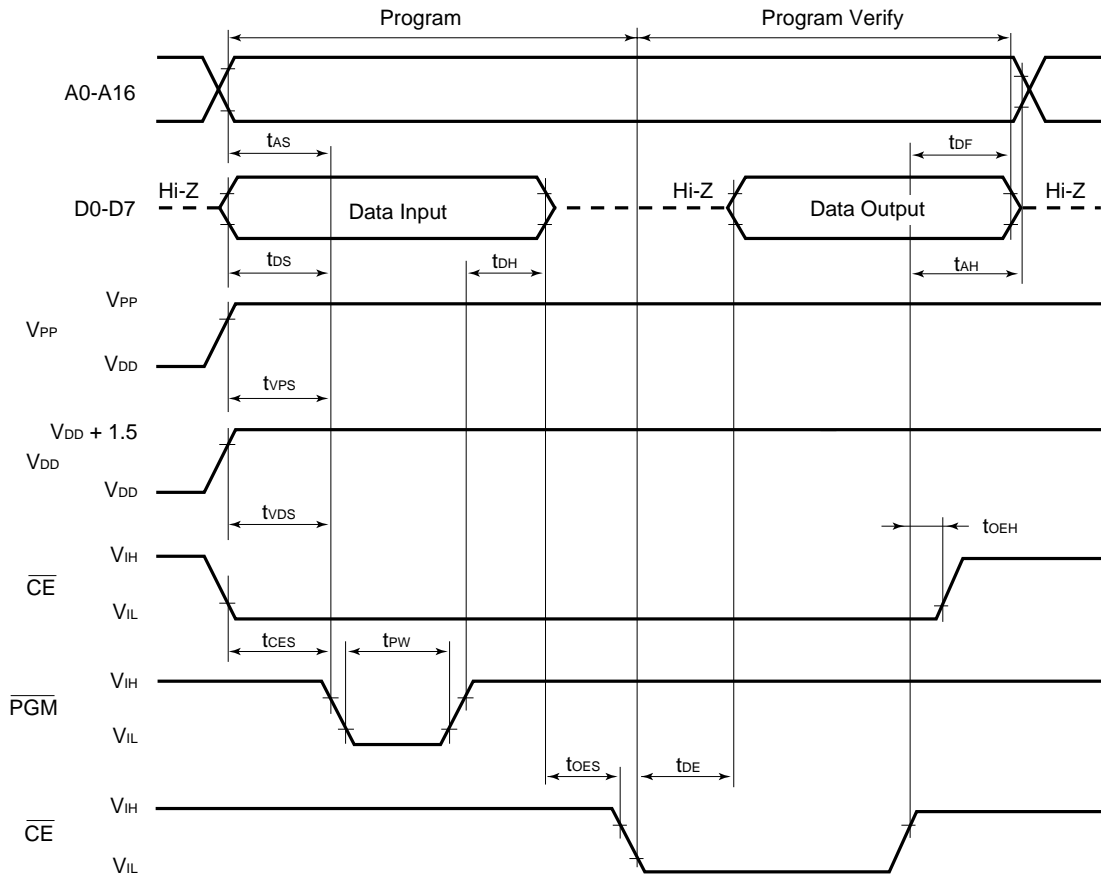 Program Program Verify
A0-A16
tAS tDF
Hi-Z Hi-Z Hi-Z
D0-D7 Data Input Data Output
tDS tDH tAH
VPP
VPP
VDD
tVPS
VDD + 1.5
VDD
VDD
tVDS
tOEH
VIH
CE
VIL
tCES tPW
VIH
PGM
VIL
tOES tDE
VIH
CE
VIL